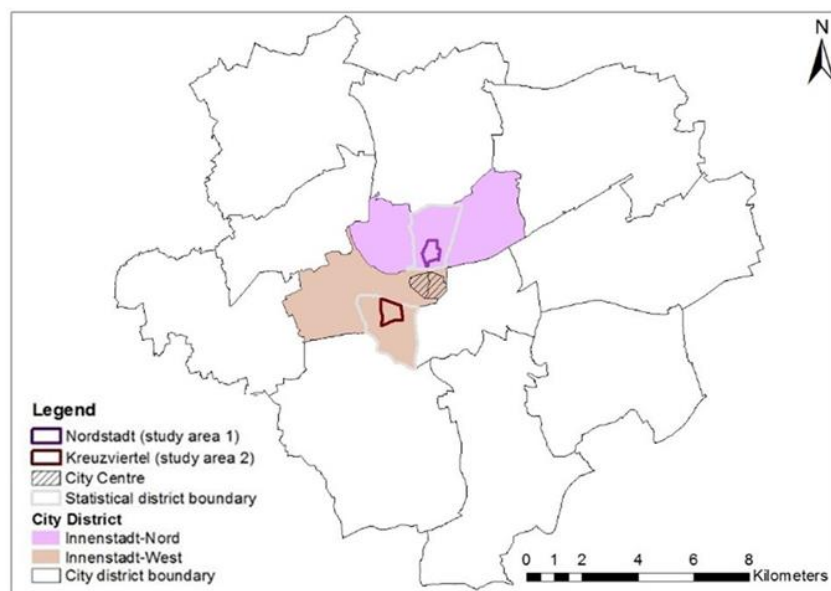 N
Legend
Nordstadt (study area 1)
Kreuzviertel (study area 2)
City Centre
Statistical district boundary
City District
Innenstadt-Nord
Innenstadt-West
City district boundary
0 1 2 4 6 8
Kilometers